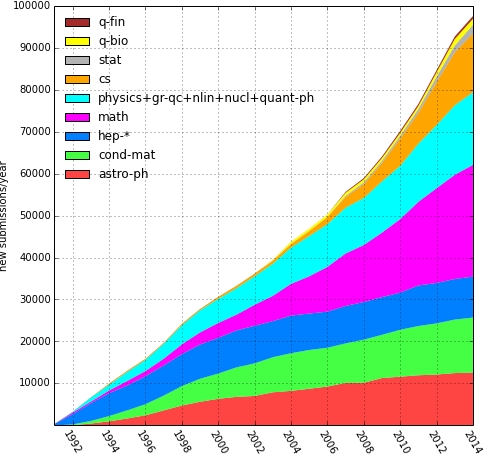 100000
90000
80000
70000
60000
50000
40000
30000
20000
10000
new submissions/year
q-fin
q-bio
stat
cs
physics+gr-qc+nlin+nucl+quant-ph
math
hep-*
cond-mat
astro-ph
1992
1994
1996
1998
2000
2002
2004
2006
2008
2010
2012
2014